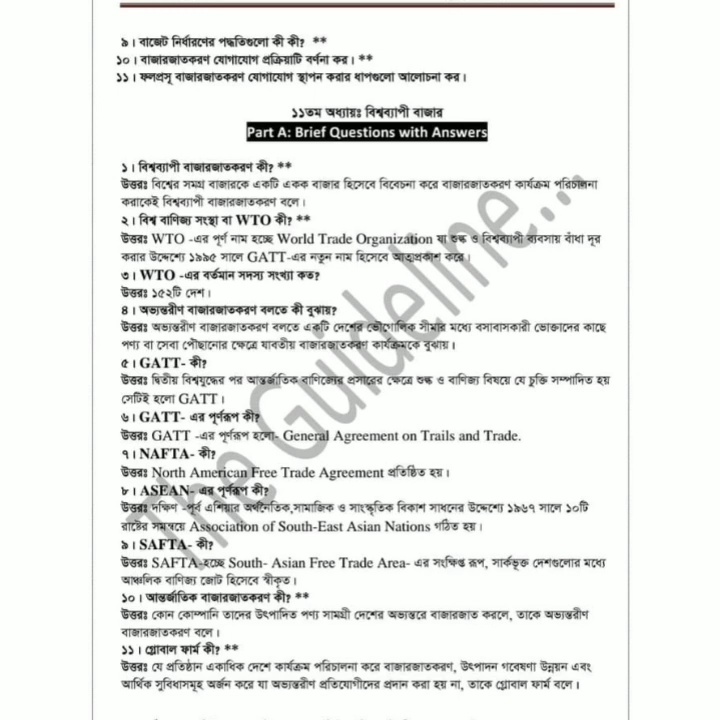 ৯। বাজেট নির্ধারণের পদ্ধতিগুলো কী কী? **
১০। বাজারজাতকরণ যোগাযোগ প্রক্রিয়াটি বর্ণনা কর। **
১১। ফলপ্রসূ বাজারজাতকরণ যোগাযোগ স্থাপন করার ধাপগুলো আলোচনা কর।
১১তম অধ্যায়ঃ বিশ্বব্যাপী বাজার
Part A: Brief Questions with Answers
১। বিশ্বব্যাপী বাজারজাতকরণ কী? **
উত্তরঃ বিশ্বের সমগ্র বাজারকে একটি একক বাজার হিসেবে বিবেচনা করে বাজারজাতকরণ কার্যক্রম পরিচালনা
করাকেই বিশ্বব্যাপী বাজারজাতকরণ বলে।
২। বিশ্ব বাণিজ্য সংস্থা বা WTO কী? **
উত্তরঃ WTO -এর পূর্ণ নাম হচ্ছে World Trade Organization যা শুল্ক ও বিশ্বব্যাপী ব্যবসায় বাঁধা দূর
করার উদ্দেশ্যে ১৯৯৫ সালে GATT-এর নতুন নাম হিসেবে আত্মপ্রকাশ করে।
৩। WTO -এর বর্তমান সদস্য সংখ্যা কত?
উত্তরঃ ১৫২টি দেশ।
৪। অভ্যন্তরীণ বাজারজাতকরণ বলতে কী বুঝায়?
উত্তরঃ অভ্যন্তরীণ বাজারজাতকরণ বলতে একটি দেশের ভৌগোলিক সীমার মধ্যে বসাবাসকারী ভোক্তাদের কাছে
পণ্য বা সেবা পৌঁছানোর ক্ষেত্রে যাবতীয় বাজারজাতকরণ কার্যক্রমকে বুঝায়।
৫। GATT- কী?
উত্তরঃ দ্বিতীয় বিশ্বযুদ্ধের পর আন্তর্জাতিক বাণিজ্যের প্রসারের ক্ষেত্রে শুল্ক ও বাণিজ্য বিষয়ে যে চুক্তি সম্পাদিত হয়
সেটিই হলো GATT।
৬। GATT- এর পূর্ণরূপ কী?
উত্তরঃ GATT -এর পূর্ণরূপ হলো- General Agreement on Trails and Trade.
৭। NAFTA- কী?
উত্তরঃ North American Free Trade Agreement প্রতিষ্ঠিত হয়।
৮। ASEAN- এর পূর্ণরূপ কী?
উত্তরঃ দক্ষিণ -পূর্ব এশিয়ার অর্থনৈতিক,সামাজিক ও সাংস্কৃতিক বিকাশ সাধনের উদ্দেশ্যে ১৯৬৭ সালে ১০টি
রাষ্টের সমন্বয়ে Association of South-East Asian Nations গঠিত হয়।
৯। SAFTA- কী?
উত্তরঃ SAFTA-হচ্ছে South- Asian Free Trade Area- এর সংক্ষিপ্ত রূপ, সার্কভূক্ত দেশগুলোর মধ্যে
আঞ্চলিক বাণিজ্য জোট হিসেবে স্বীকৃত।
১০। আন্তর্জাতিক বাজারজাতকরণ কী? **
উত্তরঃ কোন কোম্পানি তাদের উৎপাদিত পণ্য সামগ্রী দেশের অভ্যন্তরে বাজারজাত করলে, তাকে অভ্যন্তরীণ
বাজারজাতকরণ বলে।
১১। গ্লোবাল ফার্ম কী? **
উত্তরঃ যে প্রতিষ্ঠান একাধিক দেশে কার্যক্রম পরিচালনা করে বাজারজাতকরণ, উৎপাদন গবেষণা উন্নয়ন এবং
আর্থিক সুবিধাসমূহ অর্জন করে যা অভ্যন্তরীণ প্রতিযোগীদের প্রদান করা হয় না, তাকে গ্লোবাল ফার্ম বলে।
The Guideline...